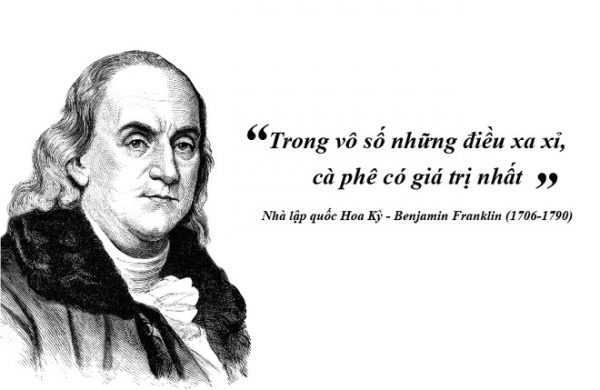 “Trong vô số những điều xa xỉ,
cà phê có giá trị nhất ”
Nhà lập quốc Hoa Kỳ - Benjamin Franklin (1706-1790)